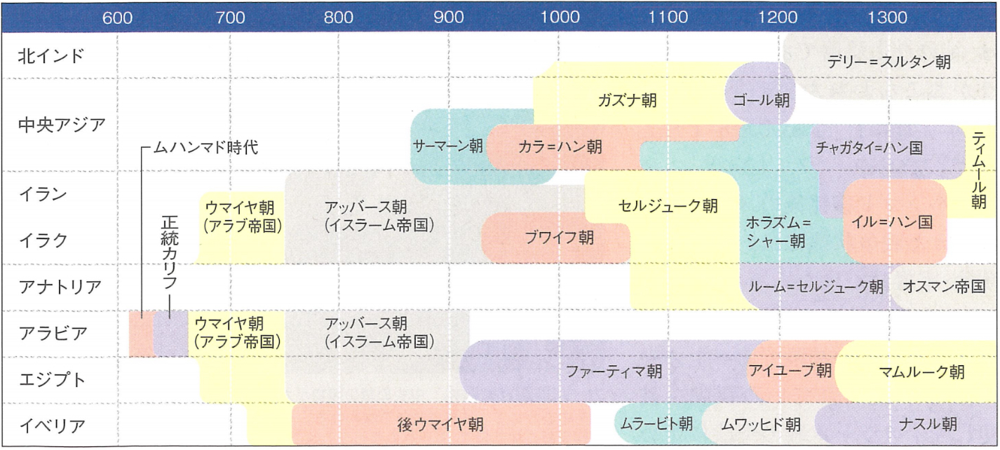 600 700 800 900 1000 1100 1200 1300
北インド
デリー=スルタン朝
中央アジア
ガズナ朝
ゴール朝
サーマーン朝
カラ=ハン朝
チャガタイ=ハン国
ティムール朝
ムハンマド時代
正統カリフ
イラン
イラク
ウマイヤ朝
(アラブ帝国)
アッバース朝
(イスラーム帝国)
セルジューク朝
ブワイフ朝
ホラズム=
シャー朝
イル=ハン国
アナトリア
ルーム=セルジューク朝
オスマン帝国
アラビア
ウマイヤ朝
(アラブ帝国)
アッバース朝
(イスラーム帝国)
エジプト
ファーティマ朝
アイユーブ朝
マムルーク朝
イベリア
後ウマイヤ朝
ムラービト朝
ムワッヒド朝
ナスル朝